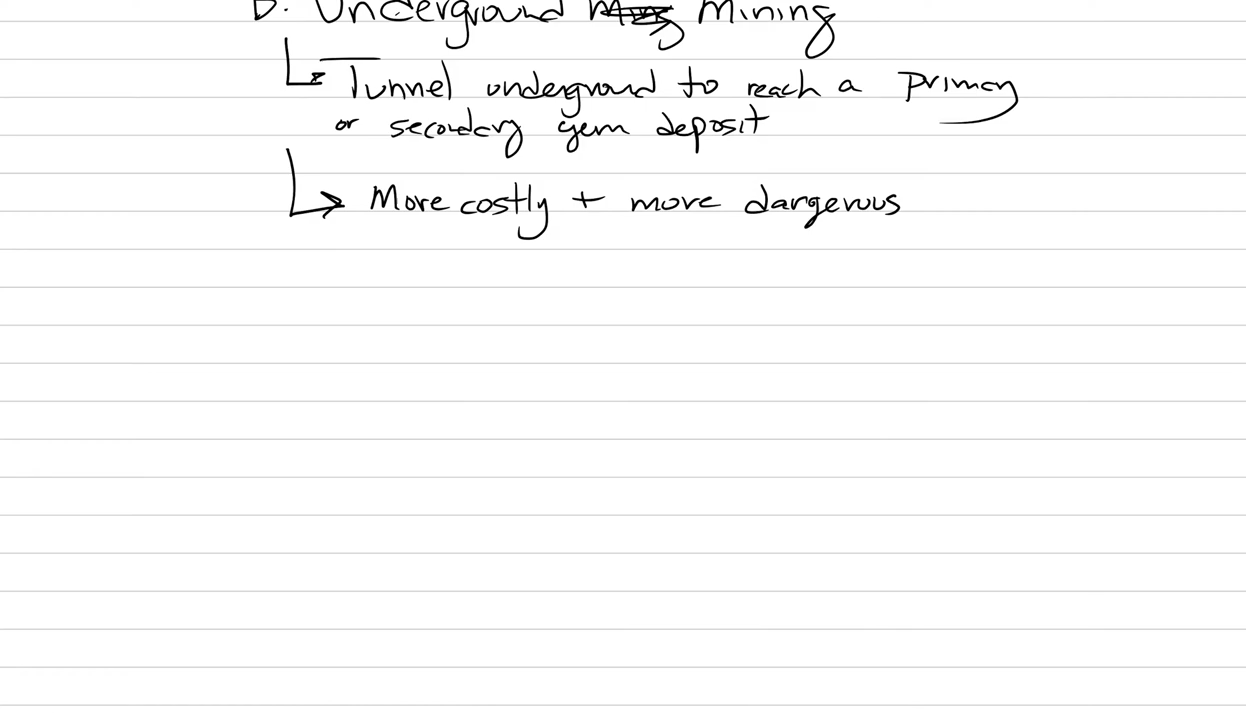 Underground Mining
Tunnel underground to reach a primary
or secondary gem deposit
More costly + more dangerous